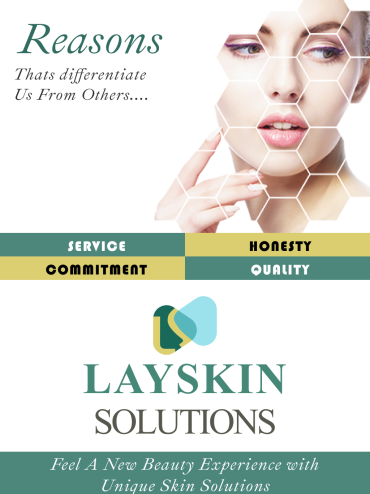 Reasons
Thats differentiate
Us From Others....
SERVICE
HONESTY
COMMITMENT
QUALITY
LAYSKIN
SOLUTIONS
Feel A New Beauty Experience with
Unique Skin Solutions